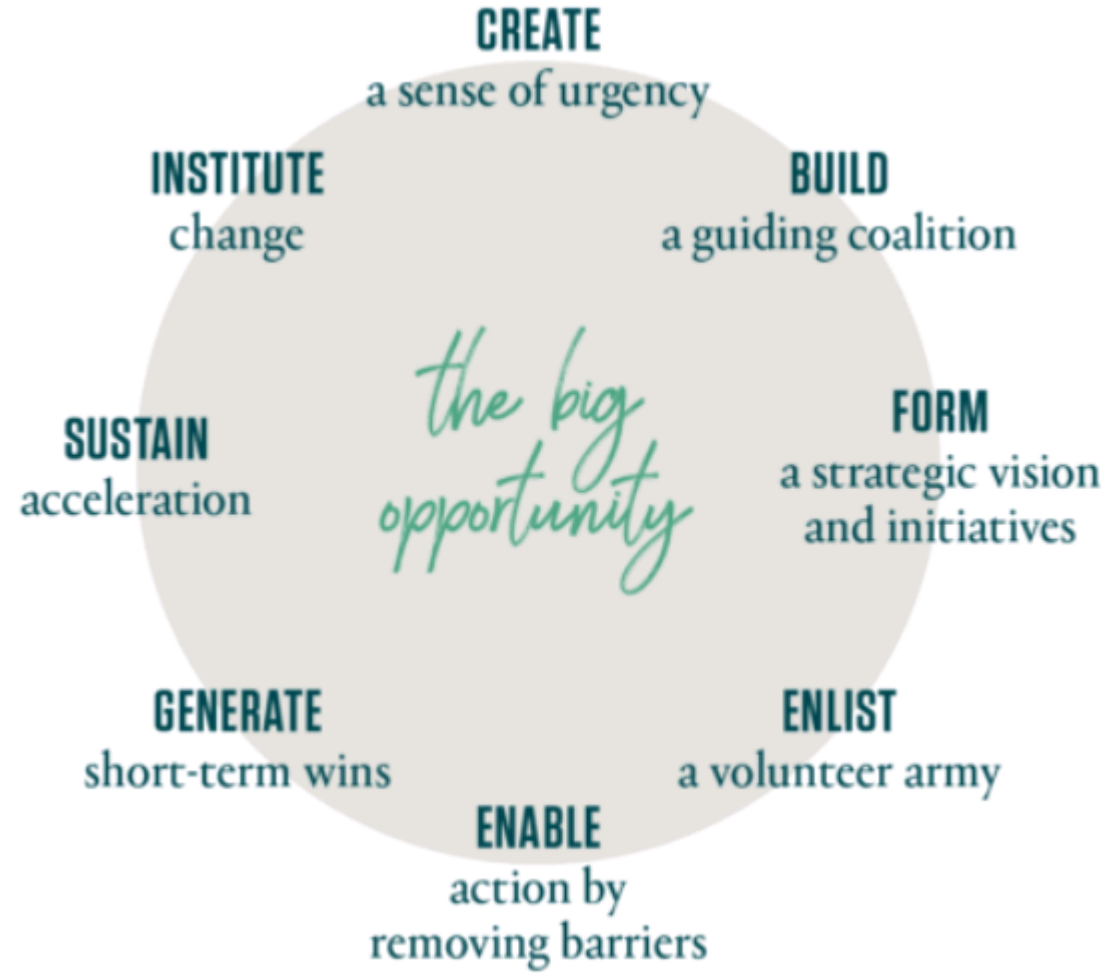 CREATE
a sense of urgency
BUILD
a guiding coalition
FORM
a strategic vision
and initiatives
ENLIST
a volunteer army
ENABLE
action by
removing barriers
GENERATE
short-term wins
SUSTAIN
acceleration
INSTITUTE
change
the big
opportunity